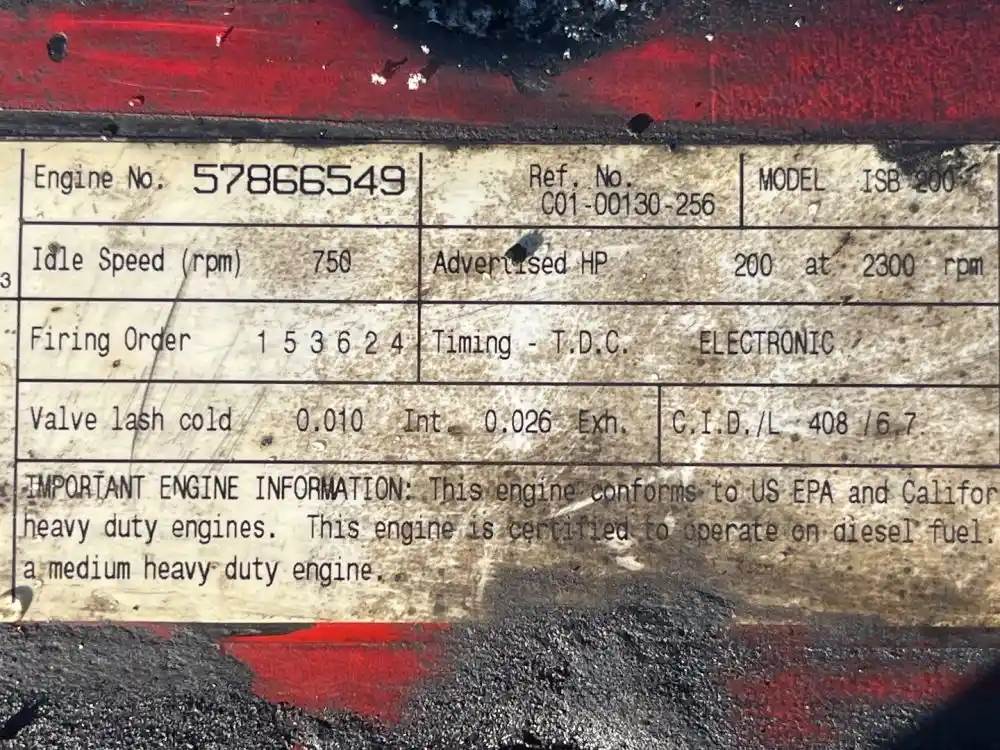 Engine No. 57866549 Ref. No. MODEL ISB 200
C01-00130-256
3 Idle Speed (rpm) 750 Advertised HP 200 at 2300 rpm
Firing Order 1 5 3 6 2 4 Timing - T.D.C. ELECTRONIC
Valve lash cold 0.010 Int. 0.026 Exh. C.I.D./L 408 /6.7
IMPORTANT ENGINE INFORMATION: This engine conforms to US EPA and Califor
heavy duty engines. This engine is certified to operate on diesel fuel.
a medium heavy duty engine.